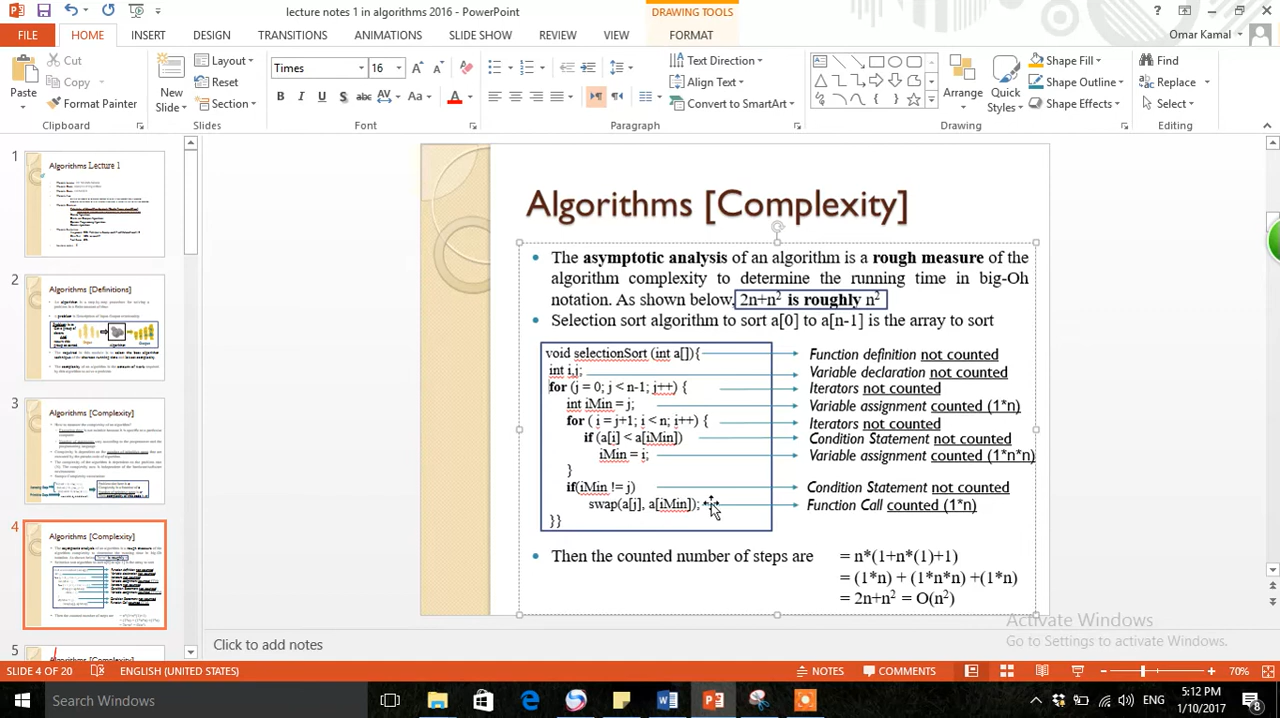 lecture notes 1 in algorithms 2016 - PowerPoint
DRAWING TOOLS
FILE HOME INSERT DESIGN TRANSITIONS ANIMATIONS SLIDE SHOW REVIEW VIEW FORMAT
Omar Kamal
Paste
Cut
Copy
Format Painter
Clipboard
New Slide
Layout
Reset
Section
Slides
Times 16
B I U S abc AV Aa A
Font
Text Direction
Align Text
Convert to SmartArt
Paragraph
Arrange
Quick Styles
Shape Fill
Shape Outline
Shape Effects
Drawing
Find
Replace
Select
Editing
1
Algorithms Lecture 1
2
Algorithms [Definitions]
3
Algorithms [Complexity]
4
Algorithms [Complexity]
5
Algorithms [Complexity]
Algorithms [Complexity]
The asymptotic analysis of an algorithm is a rough measure of the
algorithm complexity to determine the running time in big-Oh
notation. As shown below, 2n+n² is roughly n²
Selection sort algorithm to sort a[0] to a[n-1] is the array to sort
void selectionSort (int a[]){ Function definition not counted
int i,j; Variable declaration not counted
for (j = 0; j < n-1; j++) { Iterators not counted
int iMin = j; Variable assignment counted (1*n)
for ( i = j+1; i < n; i++) { Iterators not counted
if (a[i] < a[iMin]) Condition Statement not counted
iMin = i; Variable assignment counted (1*n*n)
}
if(iMin != j) condition Statement not counted
swap(a[j], a[iMin]); Function Call counted (1*n)
}}
Then the counted number of steps are = n*(1+n*(1)+1)
= (1*n) + (1*n*n) +(1*n)
= 2n+n² = O(n²)
Activate Windows
Go to Settings to activate Windows.
Click to add notes
SLIDE 4 OF 20 ENGLISH (UNITED STATES) NOTES COMMENTS 70%
Search Windows
ENG
5:12 PM
1/10/2017
8